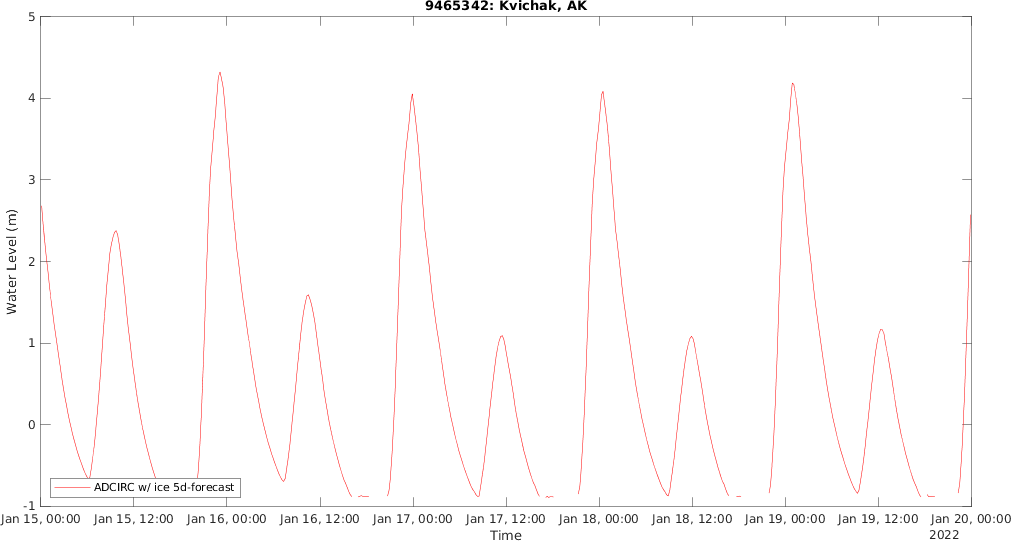 9465342: Kvichak, AK
5
4
3
2
1
0
-1
Water Level (m)
ADCIRC w/ ice 5d-forecast
Jan 15, 00:00 Jan 15, 12:00 Jan 16, 00:00 Jan 16, 12:00 Jan 17, 00:00 Jan 17, 12:00 Jan 18, 00:00 Jan 18, 12:00 Jan 19, 00:00 Jan 19, 12:00 Jan 20, 00:00
Time
2022